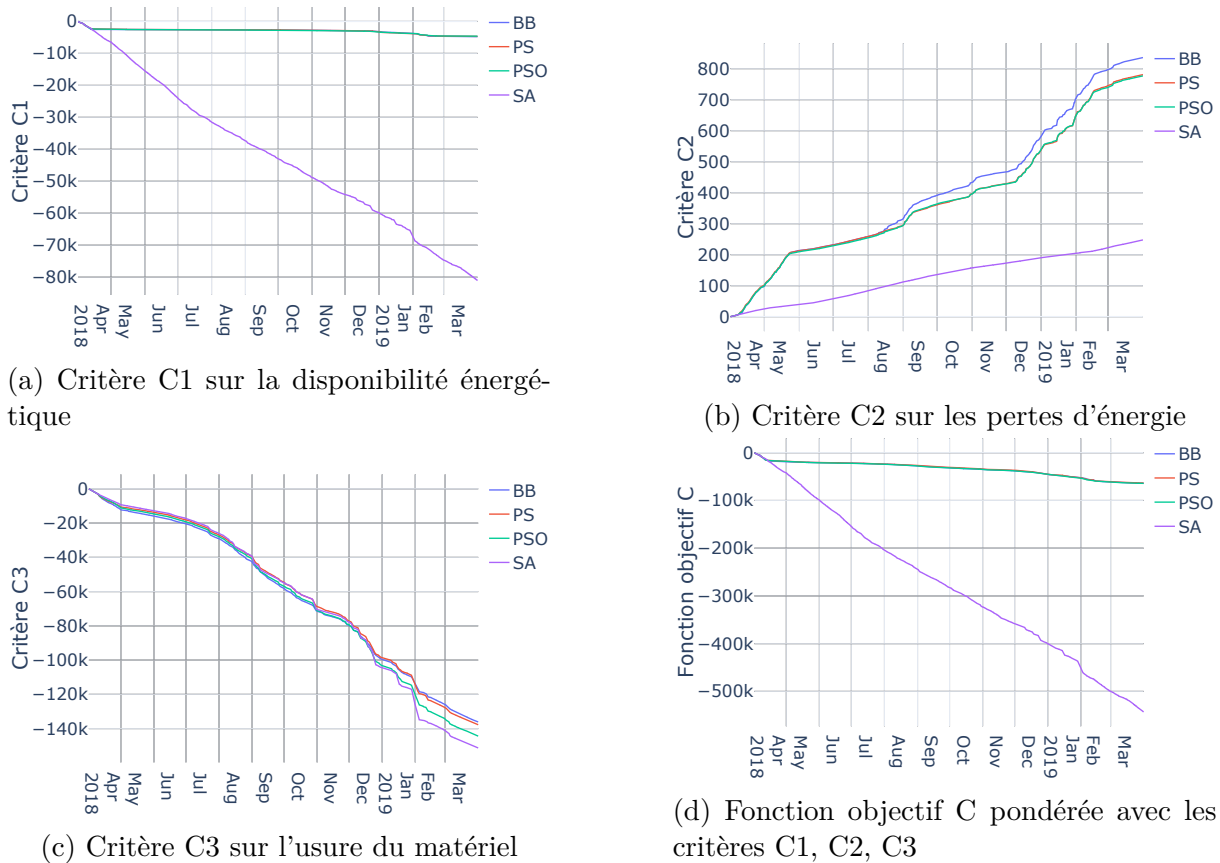 0
−10k
−20k
−30k
−40k
−50k
−60k
−70k
−80k
Critère C1
2018
Apr
May
Jun
Jul
Aug
Sep
Oct
Nov
Dec
2019
Jan
Feb
Mar
BB
PS
PSO
SA
(a) Critère C1 sur la disponibilité énergé-
tique
800
700
600
500
400
300
200
100
0
Critère C2
2018
Apr
May
Jun
Jul
Aug
Sep
Oct
Nov
Dec
2019
Jan
Feb
Mar
BB
PS
PSO
SA
(b) Critère C2 sur les pertes d'énergie
0
−20k
−40k
−60k
−80k
−100k
−120k
−140k
Critère C3
2018
Apr
May
Jun
Jul
Aug
Sep
Oct
Nov
Dec
2019
Jan
Feb
Mar
BB
PS
PSO
SA
(c) Critère C3 sur l'usure du matériel
0
−100k
−200k
−300k
−400k
−500k
Fonction objectif C
2018
Apr
May
Jun
Jul
Aug
Sep
Oct
Nov
Dec
2019
Jan
Feb
Mar
BB
PS
PSO
SA
(d) Fonction objectif C pondérée avec les
critères C1, C2, C3